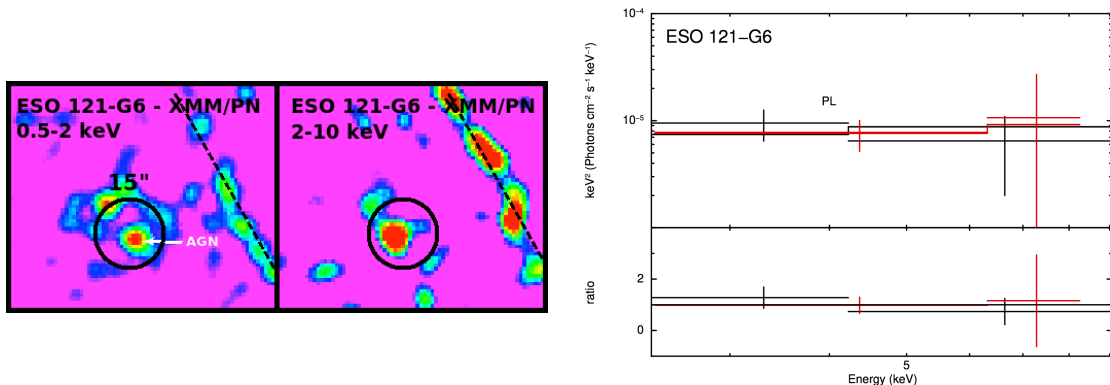 ESO 121-G6 - XMM/PN
0.5-2 keV
15"
AGN
ESO 121-G6 - XMM/PN
2-10 keV
ESO 121−G6
PL
10⁻⁴
10⁻⁵
keV² (Photons cm⁻² s⁻¹ keV⁻¹)
2
0
ratio
5
Energy (keV)